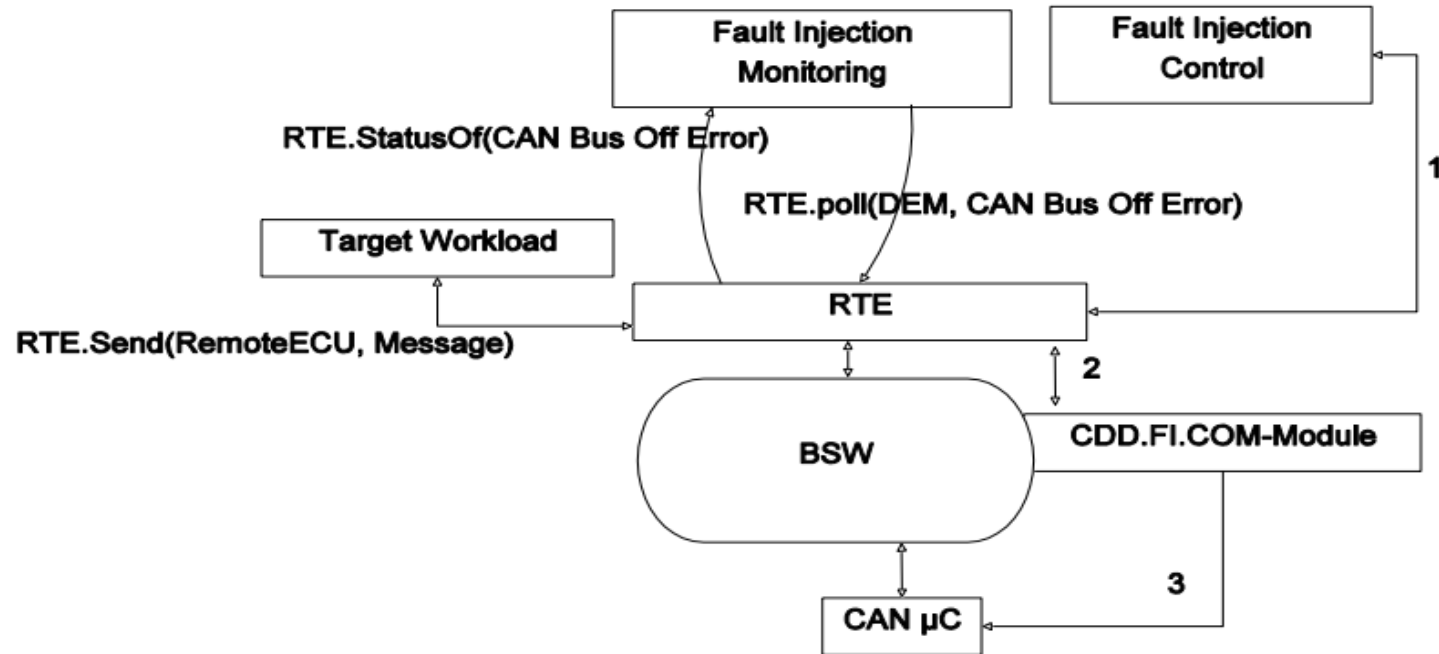 Fault Injection
Monitoring
Fault Injection
Control
RTE.StatusOf(CAN Bus Off Error)
1
RTE.poll(DEM, CAN Bus Off Error)
Target Workload
RTE
RTE.Send(RemoteECU, Message)
2
CDD.FI.COM-Module
BSW
3
CAN µC